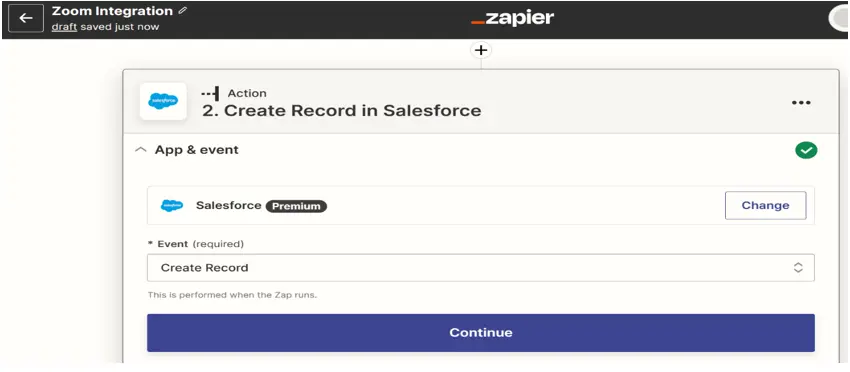 Zoom Integration
draft saved just now
zapier
Action
2. Create Record in Salesforce
App & event
salesforce
Salesforce Premium
Change
* Event (required)
Create Record
This is performed when the Zap runs.
Continue